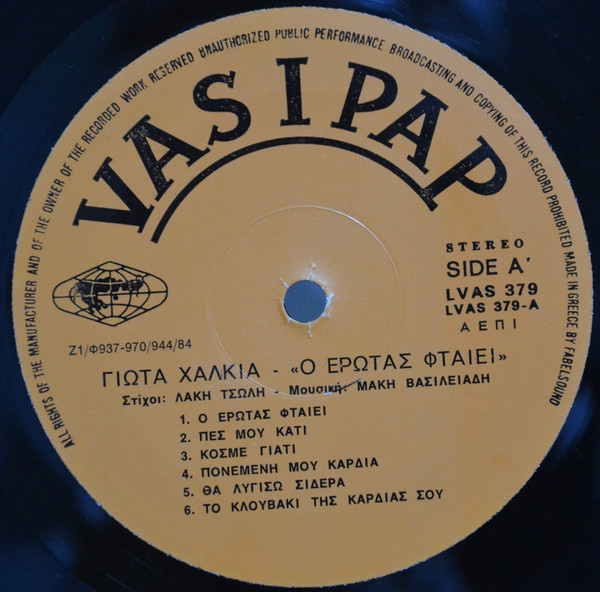 ALL RIGHTS OF THE MANUFACTURER AND OF THE OWNER OF THE RECORDED WORK RESERVED UNAUTHORIZED PUBLIC PERFORMANCE BROADCASTING AND COPYING OF THIS RECORD PROHIBITED MADE IN GREECE BY FABELSOUND
VASIPAP
STEREO
SIDE A'
LVAS 379
LVAS 379-A
ΑΕΠΙ
Ζ1/Φ937-970/944/84
ΓΙΩΤΑ ΧΑΛΚΙΑ - «Ο ΕΡΩΤΑΣ ΦΤΑΙΕΙ»
Στίχοι: ΛΑΚΗ ΤΣΩΛΗ - Μουσική: ΜΑΚΗ ΒΑΣΙΛΕΙΑΔΗ
1. Ο ΕΡΩΤΑΣ ΦΤΑΙΕΙ
2. ΠΕΣ ΜΟΥ ΚΑΤΙ
3. ΚΟΣΜΕ ΓΙΑΤΙ
4. ΠΟΝΕΜΕΝΗ ΜΟΥ ΚΑΡΔΙΑ
5. ΘΑ ΛΥΓΙΣΩ ΣΙΔΕΡΑ
6. ΤΟ ΚΛΟΥΒΑΚΙ ΤΗΣ ΚΑΡΔΙΑΣ ΣΟΥ